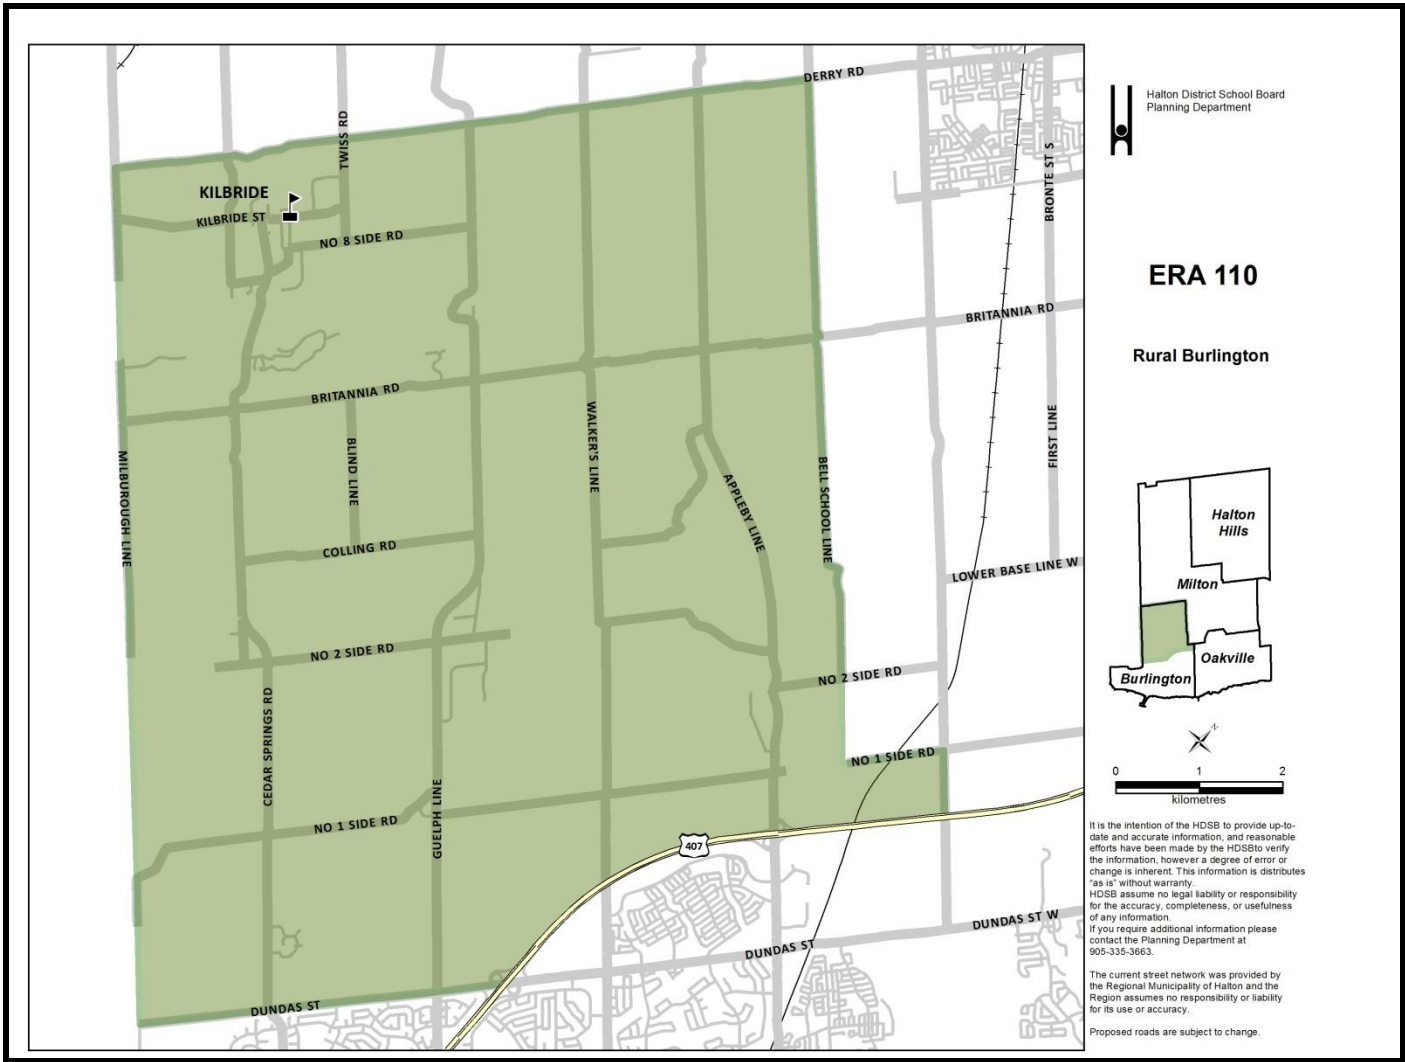 DERRY RD
TWISS RD
KILBRIDE
KILBRIDE ST
NO 8 SIDE RD
BRONTE ST S
BRITANNIA RD
BRITANNIA RD
MILBOROUGH LINE
BLIND LINE
WALKER'S LINE
APPLEBY LINE
BELL SCHOOL LINE
FIRST LINE
COLLING RD
LOWER BASE LINE W
NO 2 SIDE RD
NO 2 SIDE RD
CEDAR SPRINGS RD
GUELPH LINE
NO 1 SIDE RD
NO 1 SIDE RD
407
DUNDAS ST W
DUNDAS ST
DUNDAS ST
Halton District School Board
Planning Department
ERA 110
Rural Burlington
Halton
Hills
Milton
Oakville
Burlington
N
0 1 2
kilometres
It is the intention of the HDSB to provide up-to-
date and accurate information, and reasonable
efforts have been made by the HDSBto verify
the information, however a degree of error or
change is inherent. This information is distributes
"as is" without warranty.
HDSB assume no legal liability or responsibility
for the accuracy, completeness, or usefulness
of any information.
If you require additional information please
contact the Planning Department at
905-335-3663.
The current street network was provided by
the Regional Municipality of Halton and the
Region assumes no responsibility or liability
for its use or accuracy.
Proposed roads are subject to change.